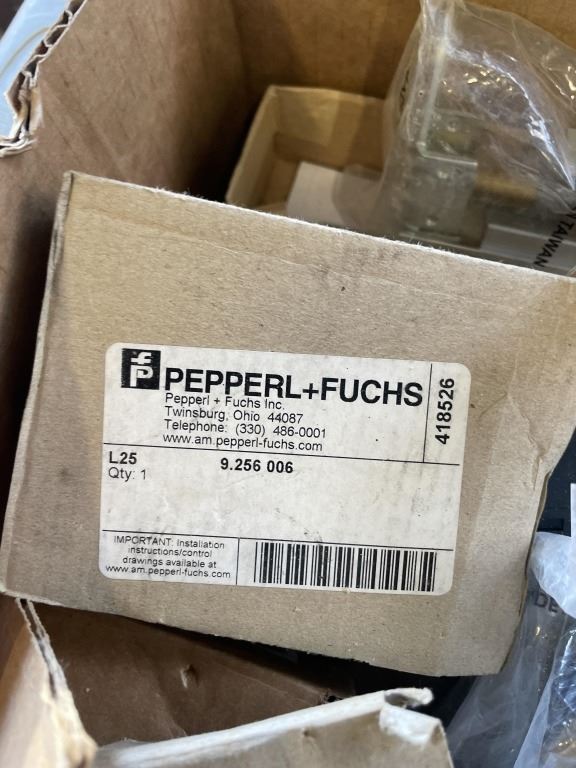 PEPPERL+FUCHS
Pepperl + Fuchs Inc.
Twinsburg, Ohio 44087
Telephone: (330) 486-0001
www.am.pepperl-fuchs.com
418526
L25 9.256 006
Qty: 1
IMPORTANT: Installation
instructions/control
drawings available at
www.am.pepperl-fuchs.com
TAIWAN